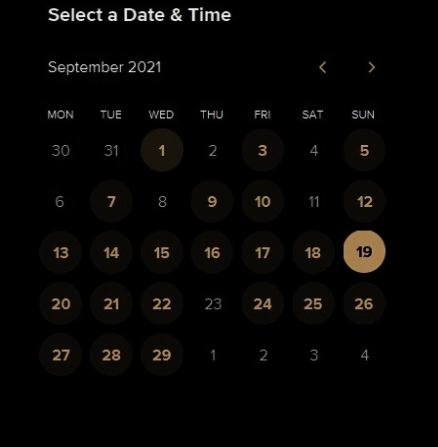 Select a Date & Time
September 2021
MON TUE WED THU FRI SAT SUN
30 31 1 2 3 4 5
6 7 8 9 10 11 12
13 14 15 16 17 18 19
20 21 22 23 24 25 26
27 28 29 1 2 3 4